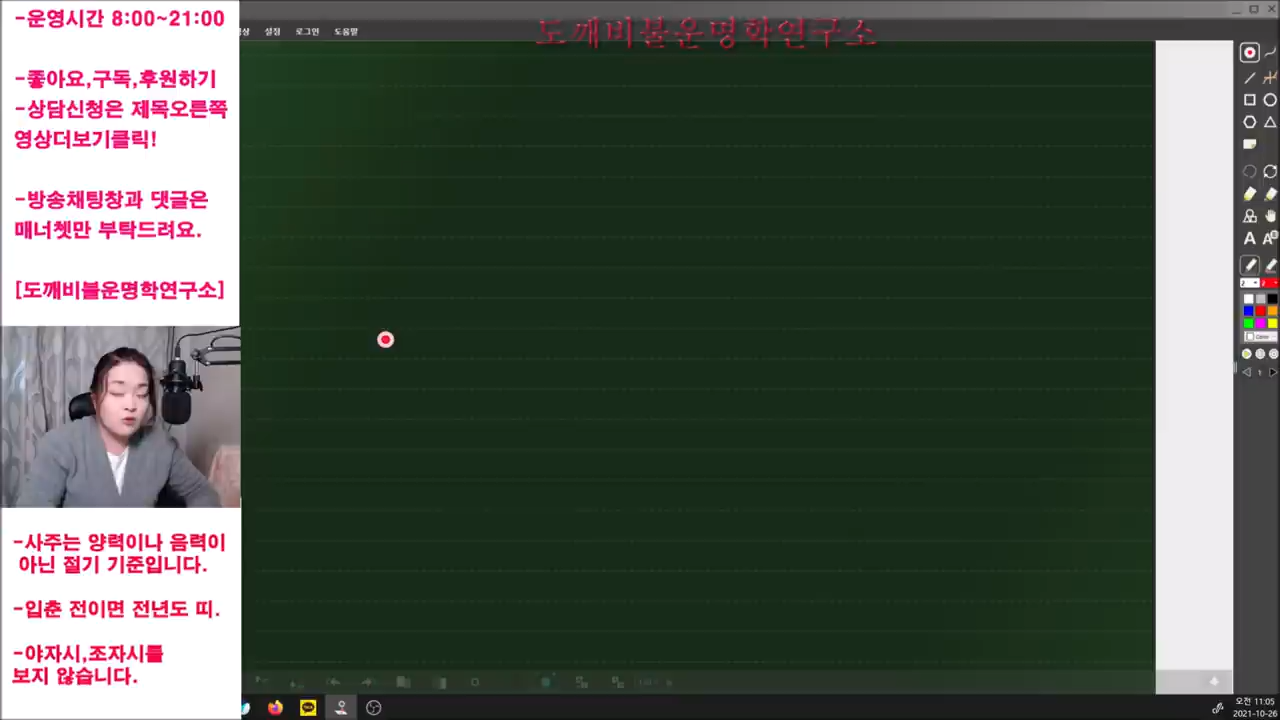 -운영시간 8:00~21:00
-좋아요,구독,후원하기
-상담신청은 제목오른쪽
영상더보기클릭!
-방송채팅창과 댓글은
매너쳇만 부탁드려요.
[도깨비불운명학연구소]
-사주는 양력이나 음력이
아닌 절기 기준입니다.
-입춘 전이면 전년도 띠.
-야자시,조자시를
보지 않습니다.
설정 로그인 도움말
도깨비불운명학연구소
오전 11:05
2021-10-26